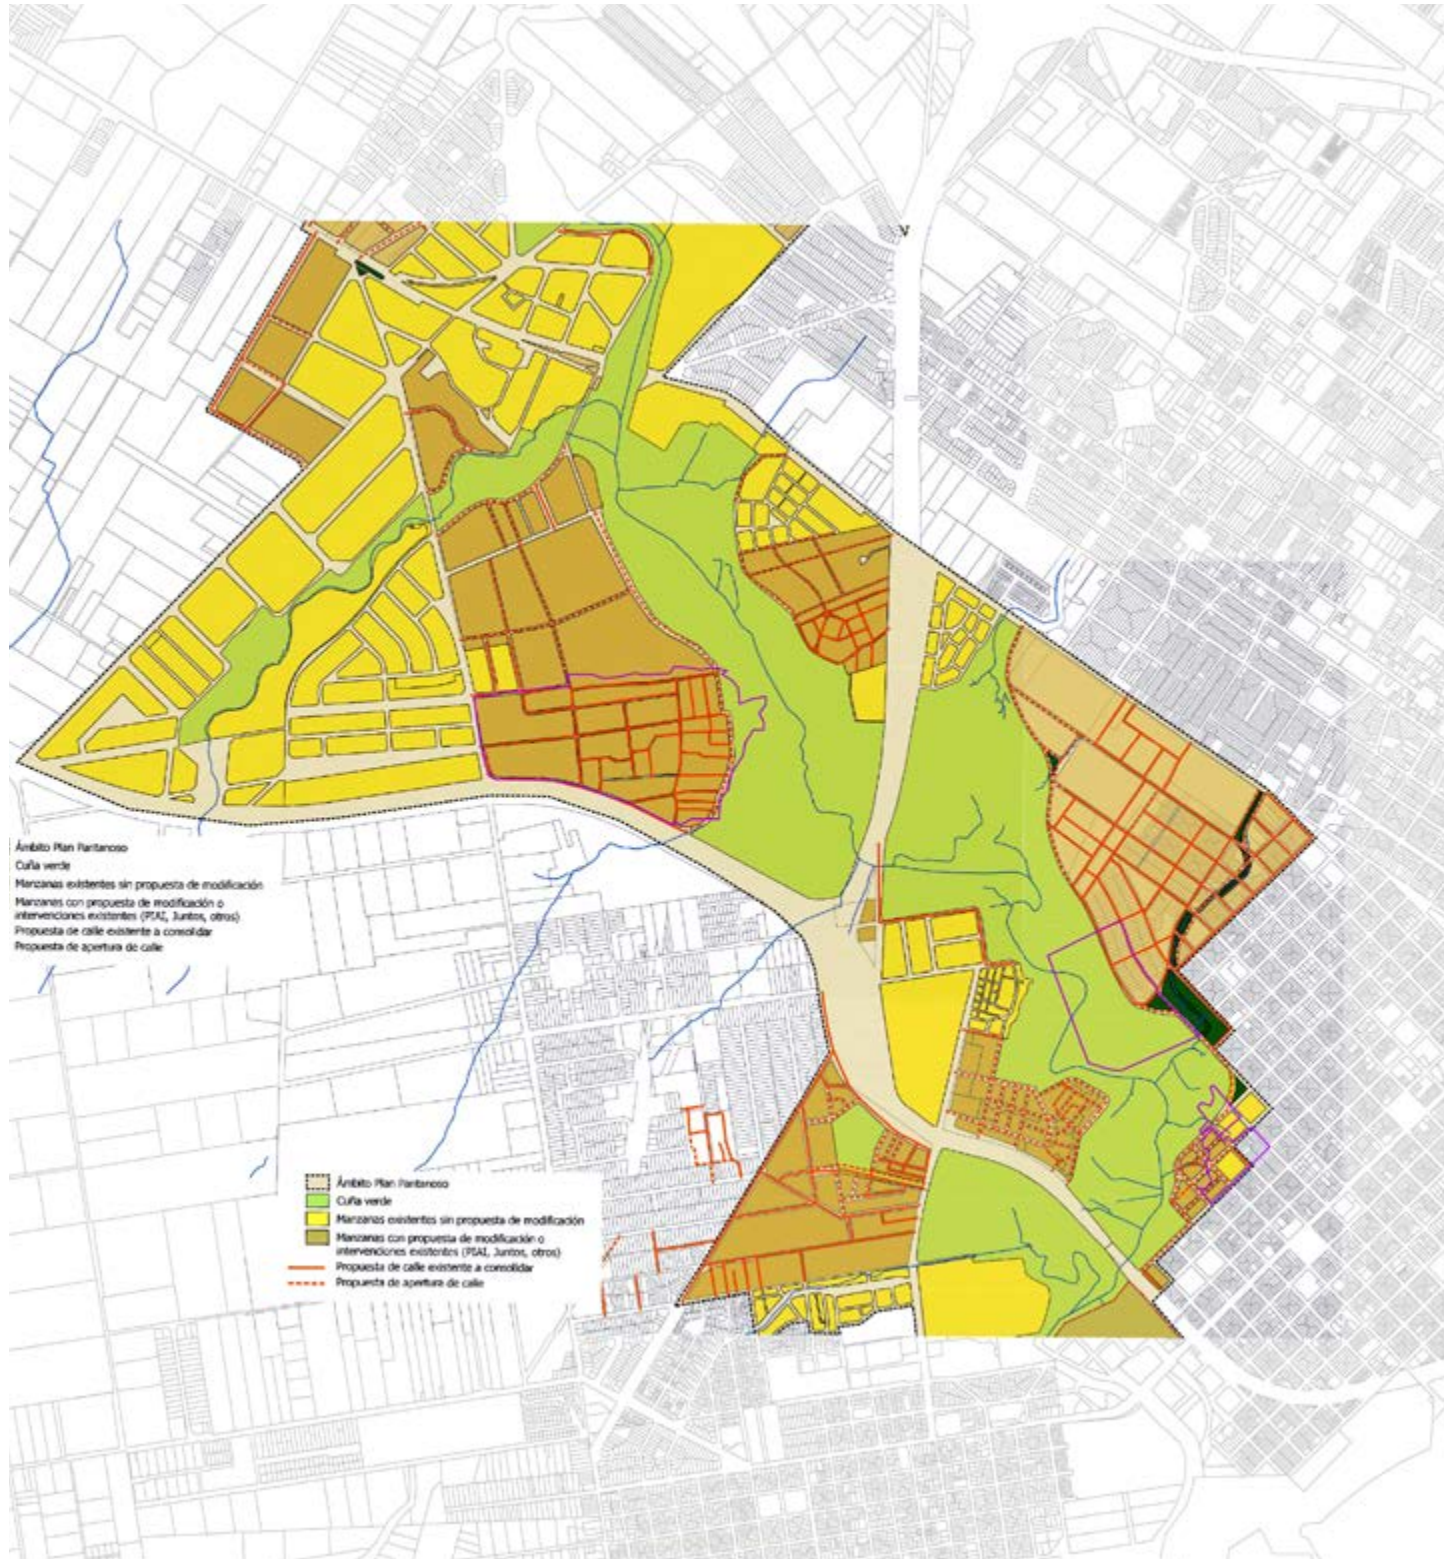 Ámbito Plan Pantanoso
Cuña verde
Manzanas existentes sin propuesta de modificación
Manzanas con propuesta de modificación o
intervenciones existentes (PIAI, Juntos, otros)
Propuesta de calle existente a consolidar
Propuesta de apertura de calle
Ámbito Plan Pantanoso
Cuña verde
Manzanas existentes sin propuesta de modificación
Manzanas con propuesta de modificación o
intervenciones existentes (PIAI, Juntos, otros)
Propuesta de calle existente a consolidar
Propuesta de apertura de calle